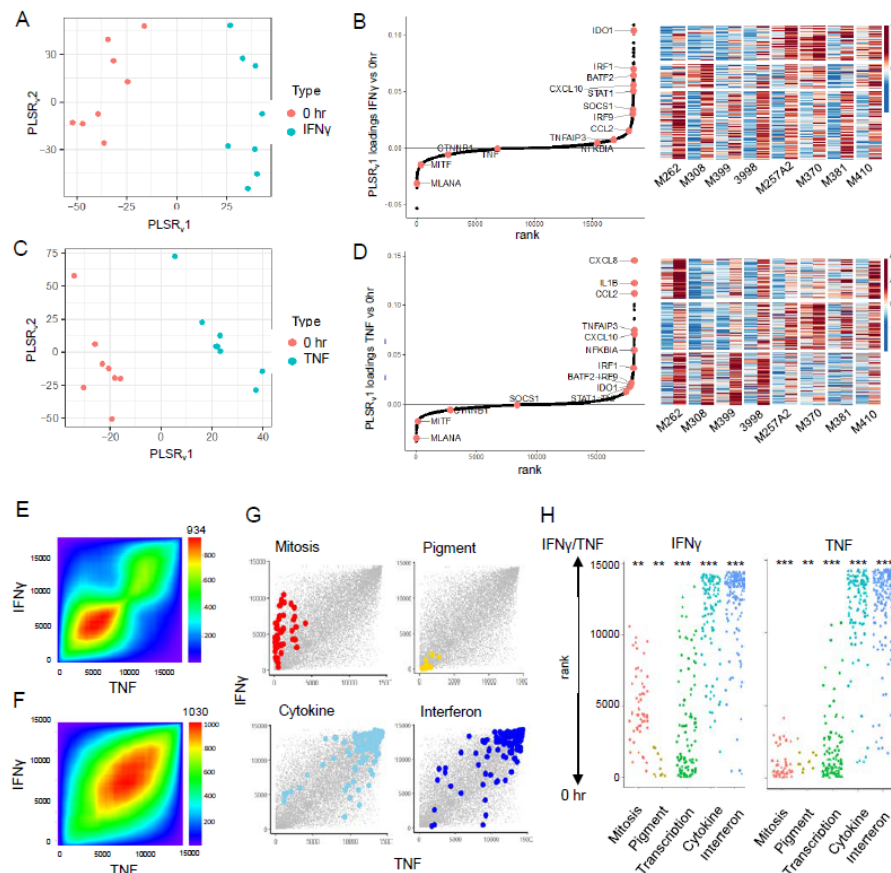 A
PLSRv2
30
0
-30
-50
-25
25
75
PLSRv1
Type
0 hr
IFNγ
B
PLSRv1 loadings IFNγ vs 0hr
0.10
0.05
0.00
-0.05
0
5000
10000
15000
rank
IDO1
IRF1
BATF2
CXCL10
STAT1
SOCS1
IRF9
CCL2
TNFAIP3
NFKBIA
CTNNB1
TNF
MITF
MLANA
M262
M308
M399
3998
M257A2
M370
M381
M410
C
PLSRv2
75
50
25
0
-25
-50
-20
0
20
40
PLSRv1
Type
0 hr
TNF
D
PLSRv1 loadings TNF vs 0hr
0.15
0.10
0.05
0.00
0
5000
10000
15000
rank
CXCL8
IL1B
CCL2
TNFAIP3
CXCL10
NFKBIA
IRF1
BATF2 IRF9
IDO1
STAT1
SOCS1
CTNNB1
MITF
MLANA
M262
M308
M399
3998
M257A2
M370
M381
M410
E
IFNγ
15000
10000
5000
0
0
5000
10000
15000
TNF
934
800
600
400
200
F
IFNγ
15000
10000
5000
0
0
5000
10000
15000
TNF
1030
1000
800
600
400
200
G
Mitosis
Pigment
Cytokine
Interferon
IFNγ
TNF
H
IFNγ/TNF
rank
0 hr
IFNγ
** ** *** *** ***
15000
10000
5000
0
Mitosis
Pigment
Transcription
Cytokine
Interferon
TNF
*** ** *** *** ***
Mitosis
Pigment
Transcription
Cytokine
Interferon